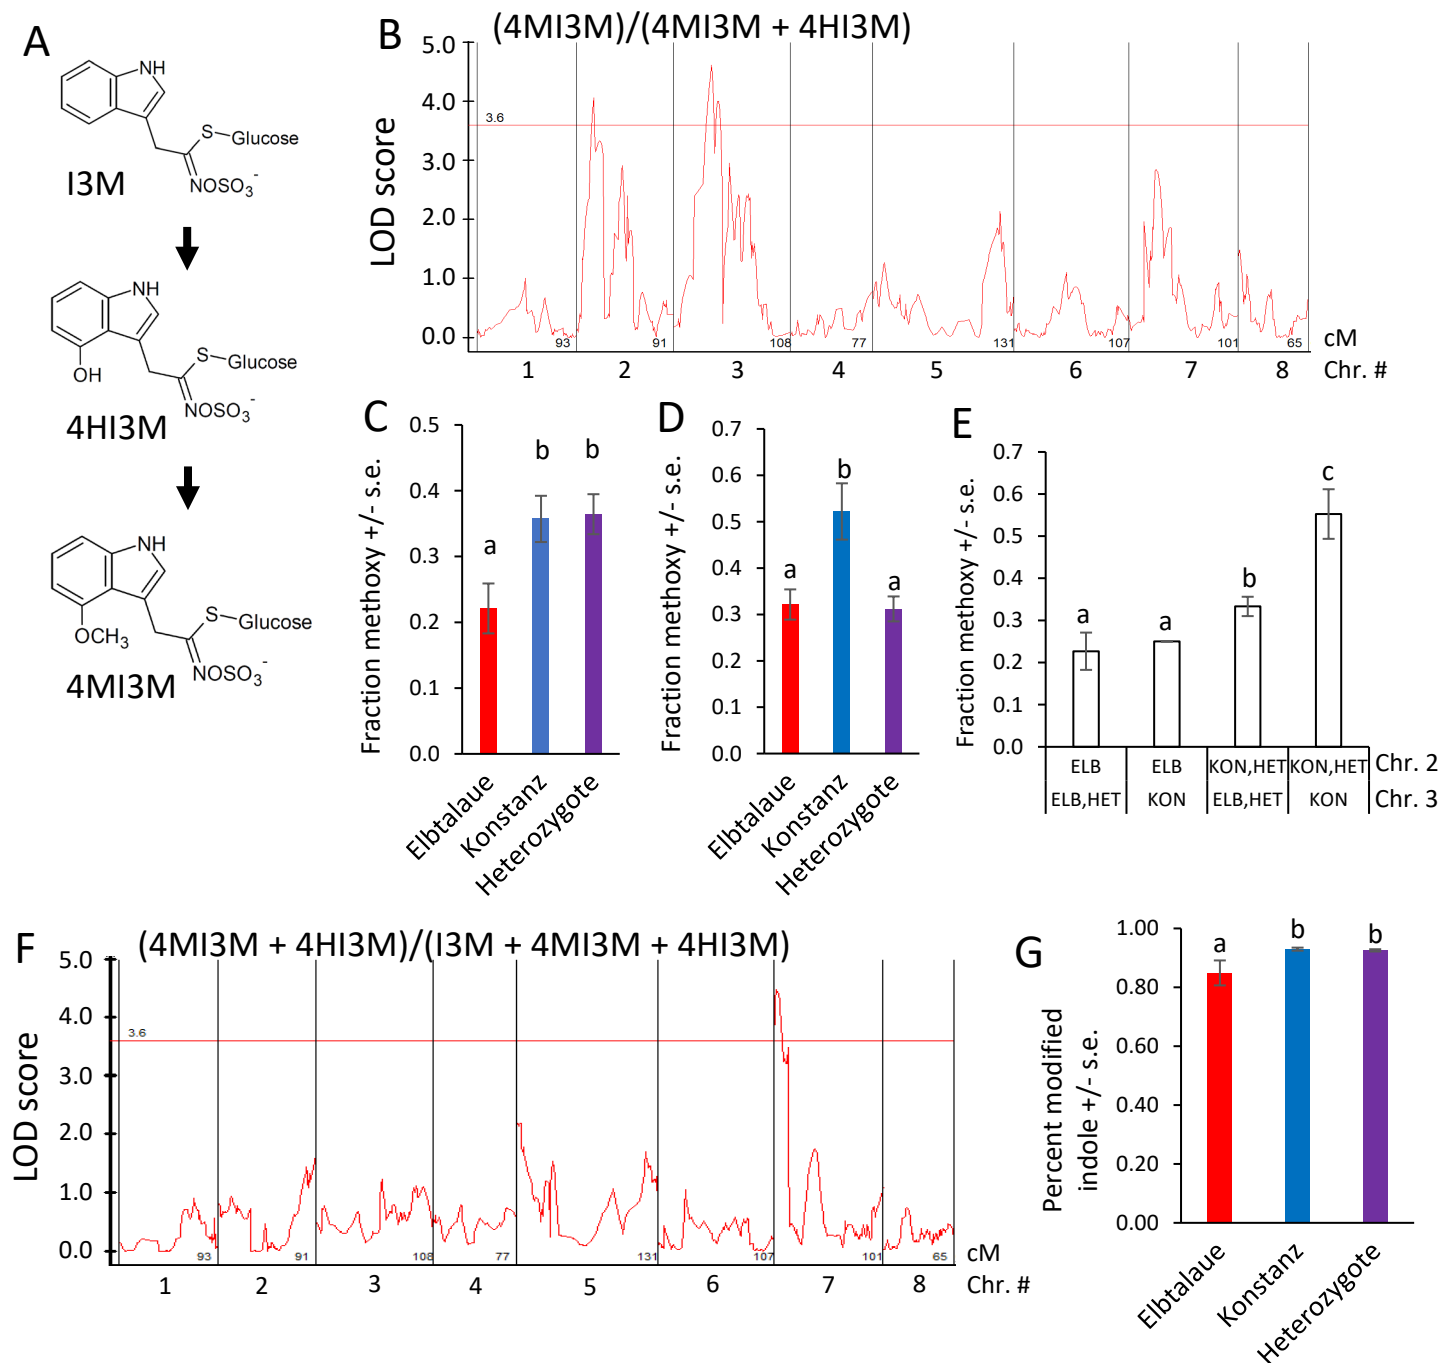 A
NH
S
Glucose
NOSO3-
I3M
NH
OH
S
Glucose
NOSO3-
4HI3M
NH
OCH3
S
Glucose
NOSO3-
4MI3M
B
(4MI3M)/(4MI3M + 4HI3M)
LOD score
5.0
4.0
3.0
2.0
1.0
0.0
3.6
93 91 108 77 131 107 101 65 cM
1 2 3 4 5 6 7 8 Chr. #
C
Fraction methoxy +/- s.e.
0.5
0.4
0.3
0.2
0.1
0.0
a b b
Elbtalaue
Konstanz
Heterozygote
D
Fraction methoxy +/- s.e.
0.7
0.6
0.5
0.4
0.3
0.2
0.1
0.0
a b a
Elbtalaue
Konstanz
Heterozygote
E
Fraction methoxy +/- s.e.
0.7
0.6
0.5
0.4
0.3
0.2
0.1
0.0
a a b c
ELB ELB KON,HET KON,HET Chr. 2
ELB,HET KON ELB,HET KON Chr. 3
F
(4MI3M + 4HI3M)/(I3M + 4MI3M + 4HI3M)
LOD score
5.0
4.0
3.0
2.0
1.0
0.0
3.6
93 91 108 77 131 107 101 65 cM
1 2 3 4 5 6 7 8 Chr. #
G
Percent modified
indole +/- s.e.
1.00
0.80
0.60
0.40
0.20
0.00
a b b
Elbtalaue
Konstanz
Heterozygote